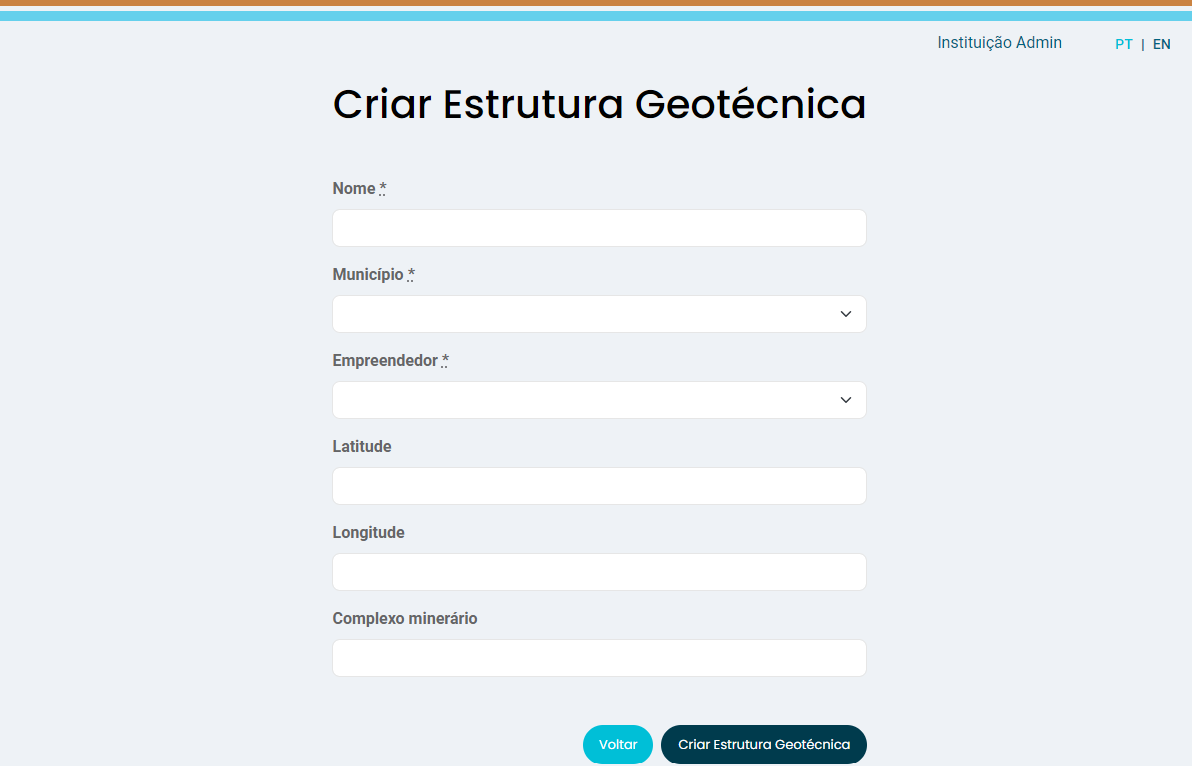 Instituição Admin PT | EN
Criar Estrutura Geotécnica
Nome *
Município *
Empreendedor *
Latitude
Longitude
Complexo minerário
Voltar Criar Estrutura Geotécnica